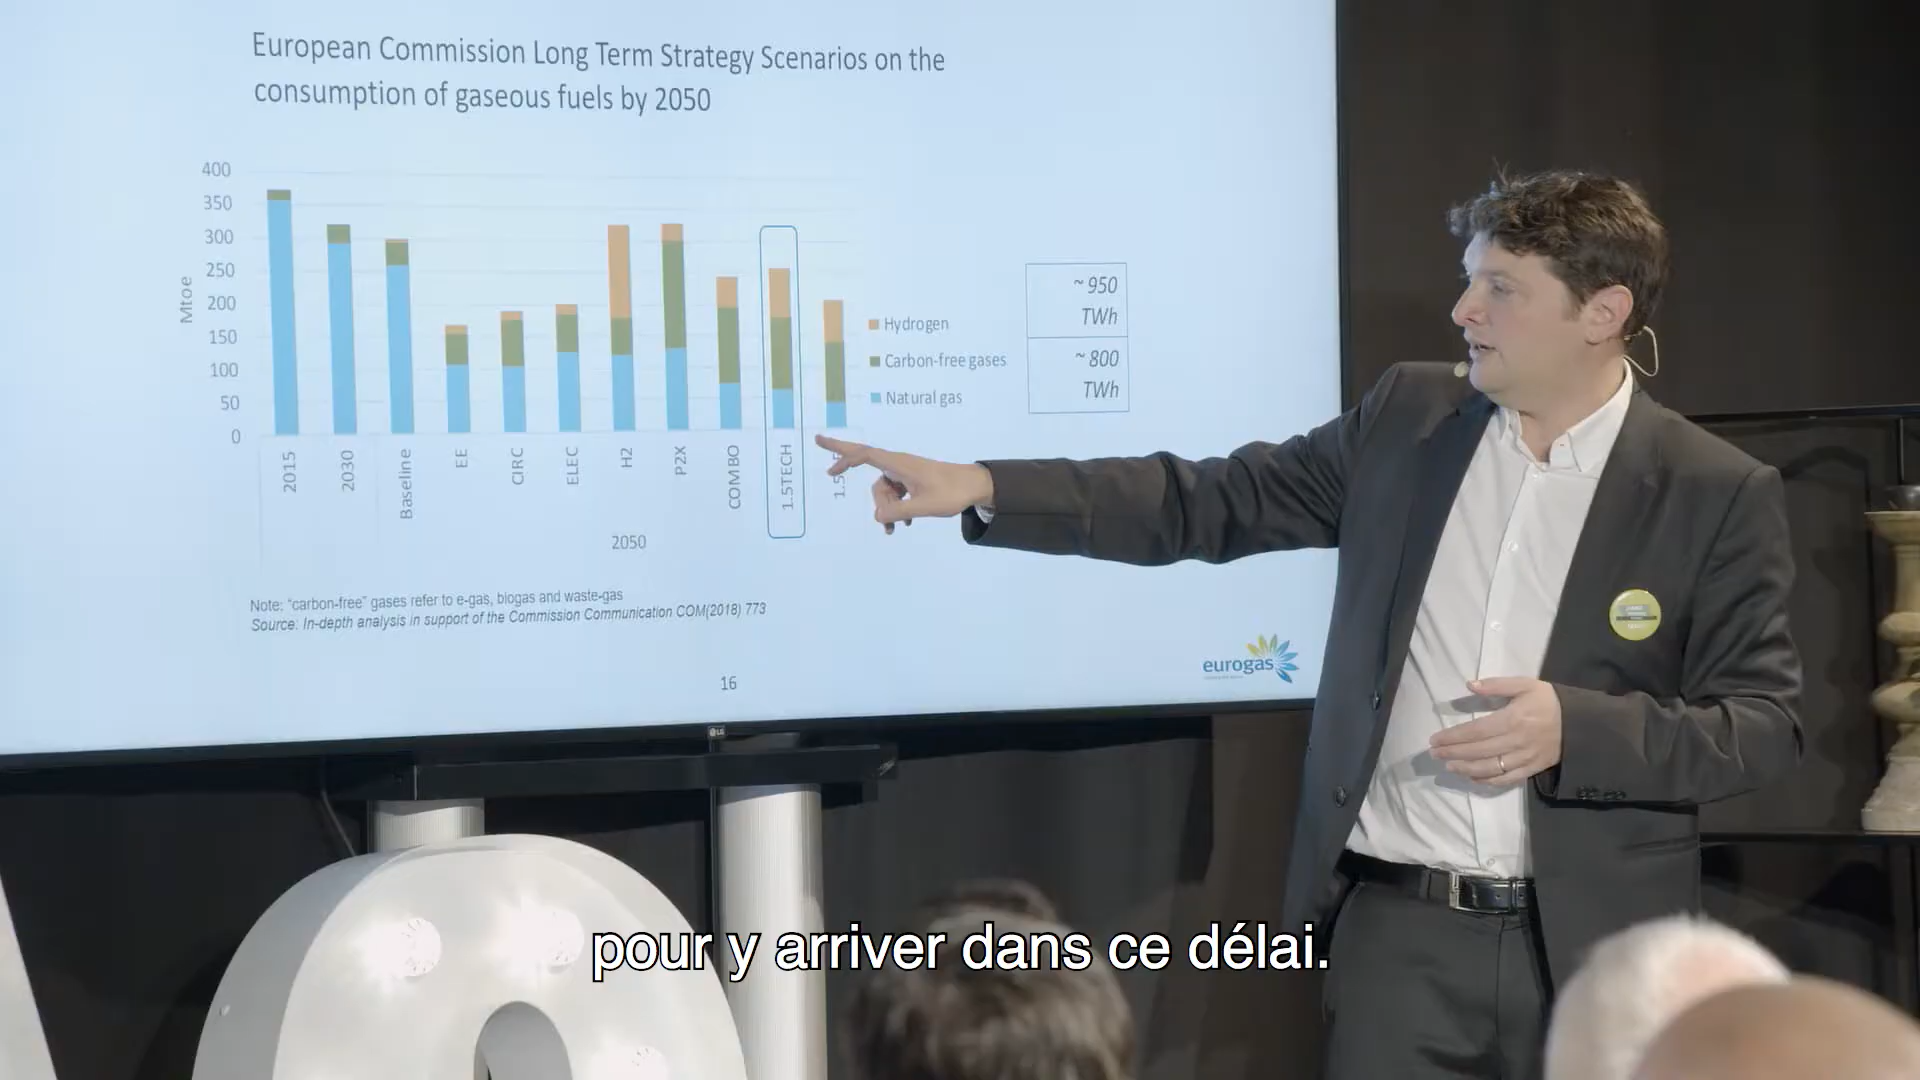 European Commission Long Term Strategy Scenarios on the
consumption of gaseous fuels by 2050
400
350
300
250
200
150
100
50
0
Mtoe
2015
2030
Baseline
EE
CIRC
ELEC
H2
P2X
COMBO
1.5TECH
2050
Hydrogen
Carbon-free gases
Natural gas
~ 950
TWh
~ 800
TWh
Note: “carbon-free” gases refer to e-gas, biogas and waste-gas
Source: In-depth analysis in support of the Commission Communication COM(2018) 773
eurogas
16
LG
pour y arriver dans ce délai.